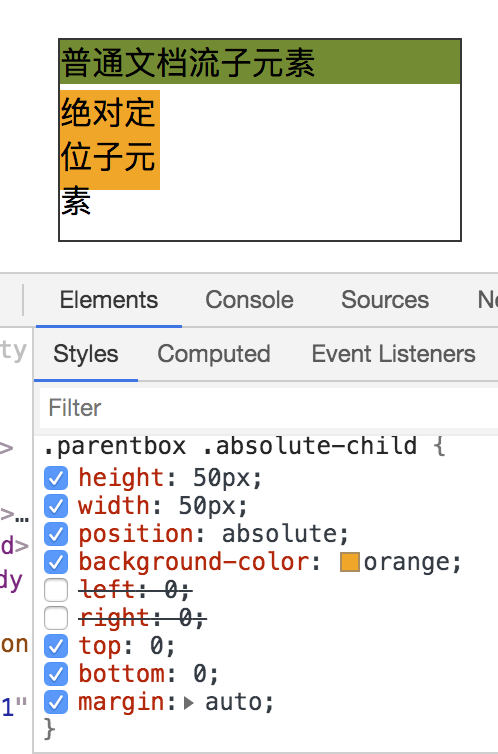 普通文档流子元素
绝对定
位子元
素
Elements Console Sources Ne
Styles Computed Event Listeners
ty
Filter
.parentbox .absolute-child {
>
height: 50px;
width: 50px;
>…
position: absolute;
d>
background-color: orange;
dy
left: 0;
right: 0;
top: 0;
on
bottom: 0;
margin: auto;
1"
}